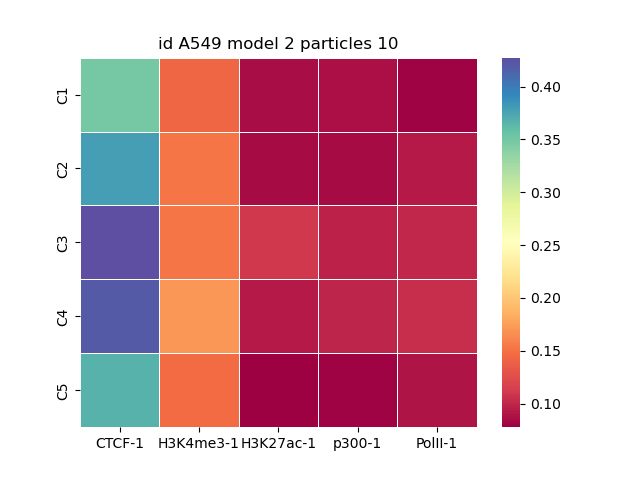 id A549 model 2 particles 10
C1
C2
C3
C4
C5
CTCF-1 H3K4me3-1 H3K27ac-1 p300-1 PolII-1
0.40
0.35
0.30
0.25
0.20
0.15
0.10